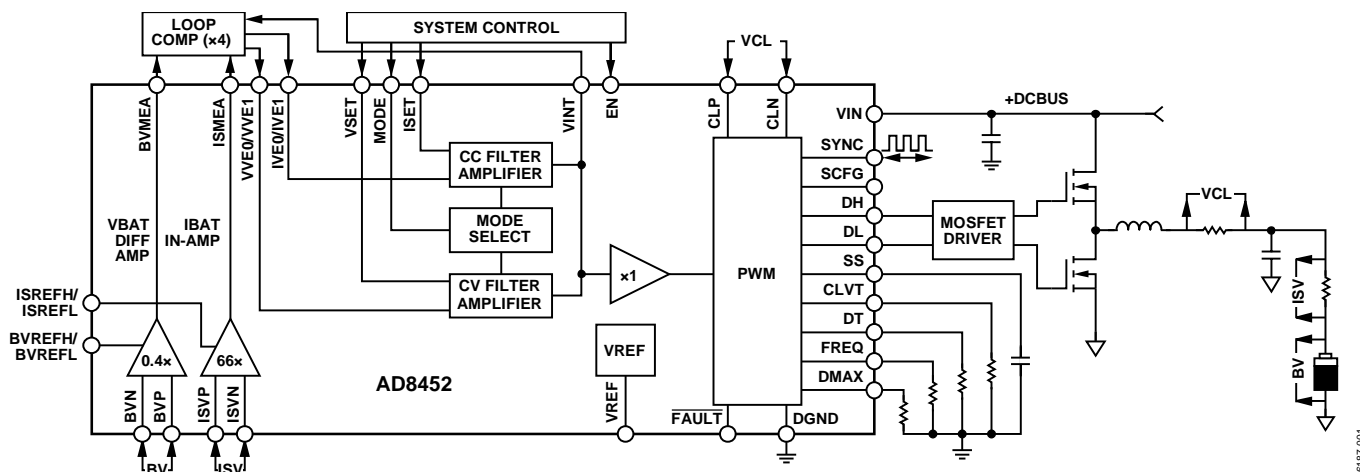 LOOP
COMP (×4)
SYSTEM CONTROL
VCL
BVMEA
ISMEA
VVE0/VVE1
IVE0/IVE1
VSET
MODE
ISET
VINT
EN
CLP
CLN
VIN
+DCBUS
SYNC
SCFG
DH
DL
SS
CLVT
DT
FREQ
DMAX
CC FILTER
AMPLIFIER
MODE
SELECT
CV FILTER
AMPLIFIER
×1
PWM
MOSFET
DRIVER
VCL
ISV
BV
VBAT
DIFF
AMP
IBAT
IN-AMP
ISREFH/
ISREFL
BVREFH/
BVREFL
0.4×
66×
AD8452
VREF
BVN
BVP
ISVP
ISVN
VREF
FAULT
DGND
BV
ISV